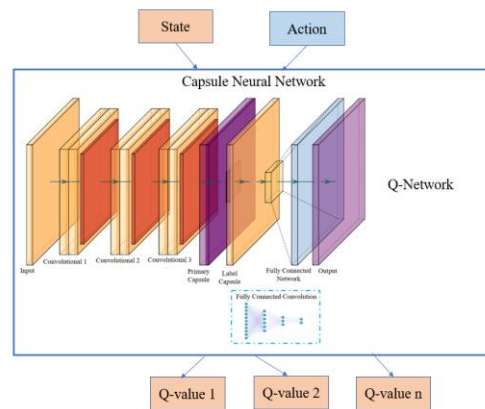 State
Action
Capsule Neural Network
Q-Network
Input
Convolutional 1
Convolutional 2
Convolutional 3
Primary
Capsule
Label
Capsule
Fully Connected
Network
Output
Fully Connected Convolution
Q-value 1
Q-value 2
Q-value n